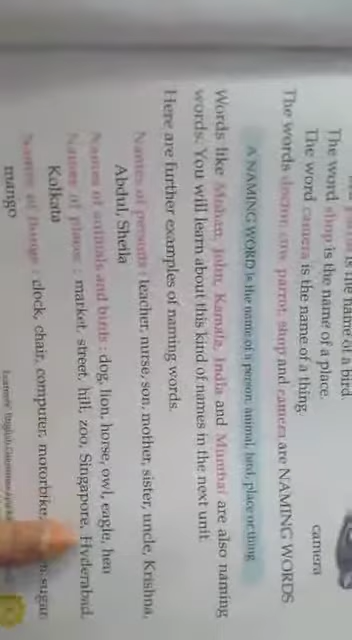 parrot is the name of a bird
The word shop is the name of a place.
The word camera is the name of a thing
camera
The words doctor, cow, parrot, shop and camera are NAMING WORDS
A NAMING WORD is the name of a person, animal, bird, place or thing
Words like Mohan, John, Kamala, India and Mumbai are also naming
words. You will learn about this kind of names in the next unit
Here are further examples of naming words.
Names of persons : teacher, nurse, son, mother, sister, uncle, Krishna,
Abdul, Sheila
Names of animals and birds : dog, lion, horse, owl, eagle, hen
Names of places : market, street, hill, zoo, Singapore, Hyderabad,
Kolkata
Names of things : clock, chair, computer, motorbike, sugar,
mango
English Grammar